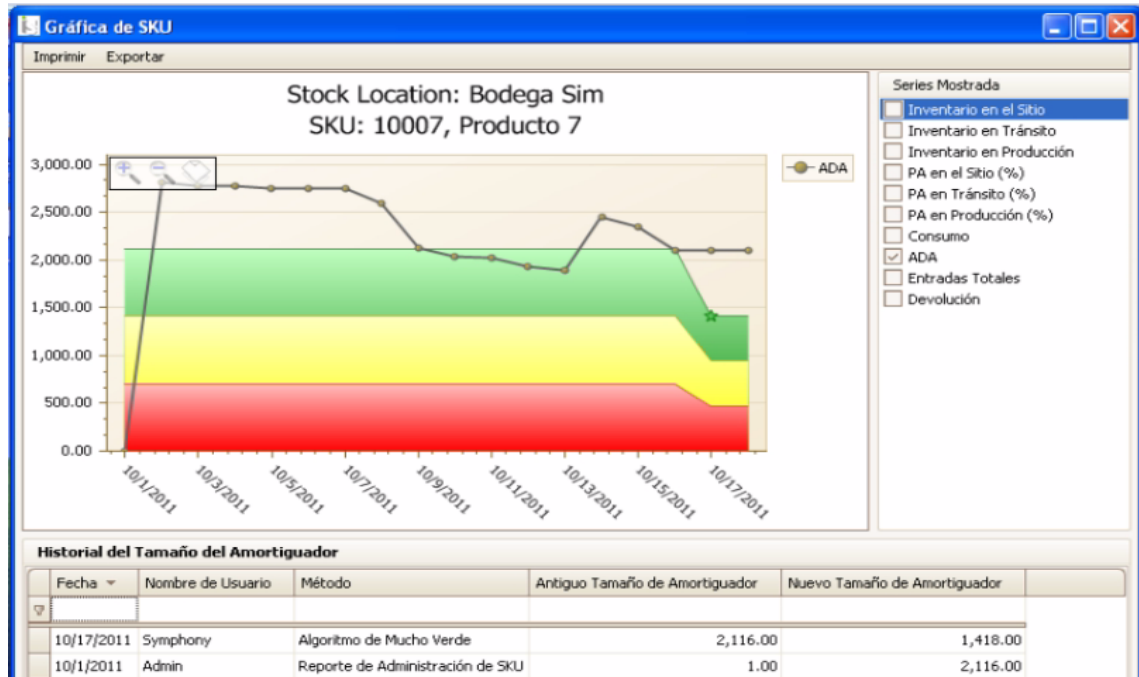 Gráfica de SKU
Imprimir Exportar
Stock Location: Bodega Sim
SKU: 10007, Producto 7
3,000.00
2,500.00
2,000.00
1,500.00
1,000.00
500.00
0.00
10/1/2011 10/3/2011 10/5/2011 10/7/2011 10/9/2011 10/11/2011 10/13/2011 10/15/2011 10/17/2011
ADA
Series Mostrada
Inventario en el Sitio
Inventario en Tránsito
Inventario en Producción
PA en el Sitio (%)
PA en Tránsito (%)
PA en Producción (%)
Consumo
ADA
Entradas Totales
Devolución
Historial del Tamaño del Amortiguador
Fecha Nombre de Usuario Método Antiguo Tamaño de Amortiguador Nuevo Tamaño de Amortiguador
10/17/2011 Symphony Algoritmo de Mucho Verde 2,116.00 1,418.00
10/1/2011 Admin Reporte de Administración de SKU 1.00 2,116.00